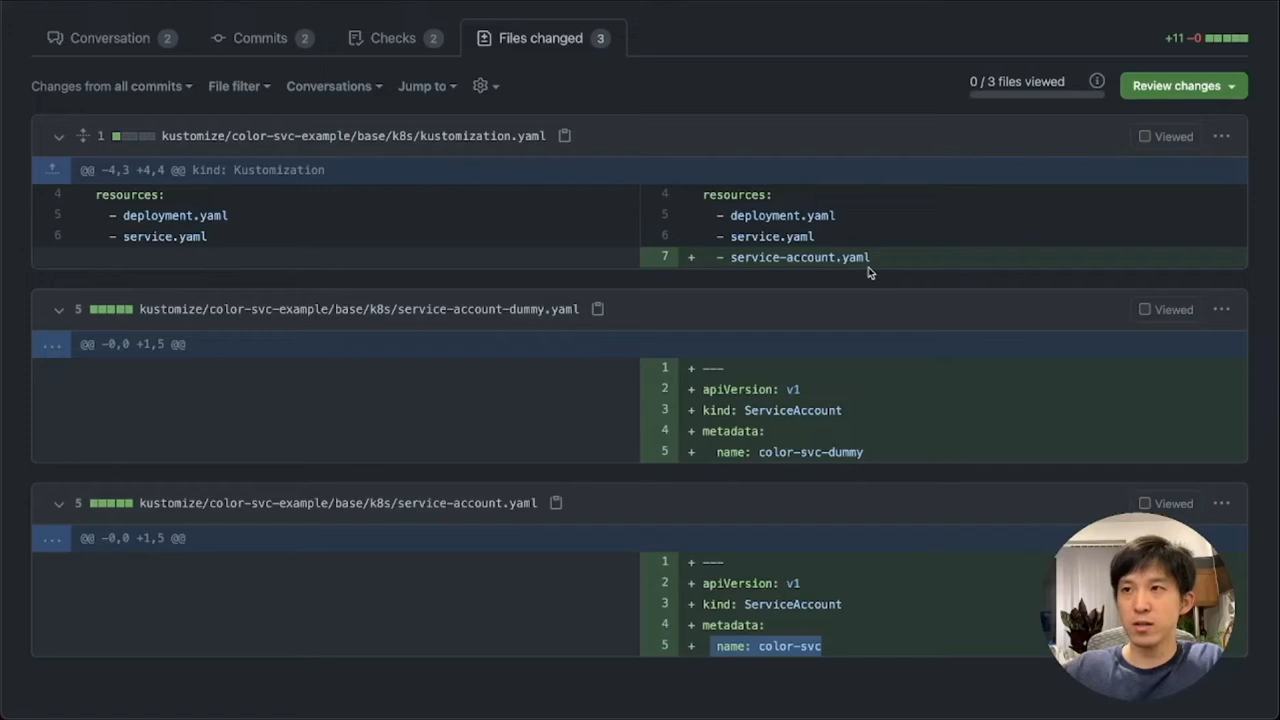 Conversation 2 Commits 2 Checks 2 Files changed 3 +11 −0
Changes from all commits File filter Conversations Jump to 0 / 3 files viewed Review changes
1 kustomize/color-svc-example/base/k8s/kustomization.yaml Viewed
@@ -4,3 +4,4 @@ kind: Kustomization
4 resources: 4 resources:
5 - deployment.yaml 5 - deployment.yaml
6 - service.yaml 6 - service.yaml
7 + - service-account.yaml
5 kustomize/color-svc-example/base/k8s/service-account-dummy.yaml Viewed
... @@ -0,0 +1,5 @@
1 + ---
2 + apiVersion: v1
3 + kind: ServiceAccount
4 + metadata:
5 + name: color-svc-dummy
5 kustomize/color-svc-example/base/k8s/service-account.yaml Viewed
... @@ -0,0 +1,5 @@
1 + ---
2 + apiVersion: v1
3 + kind: ServiceAccount
4 + metadata:
5 + name: color-svc